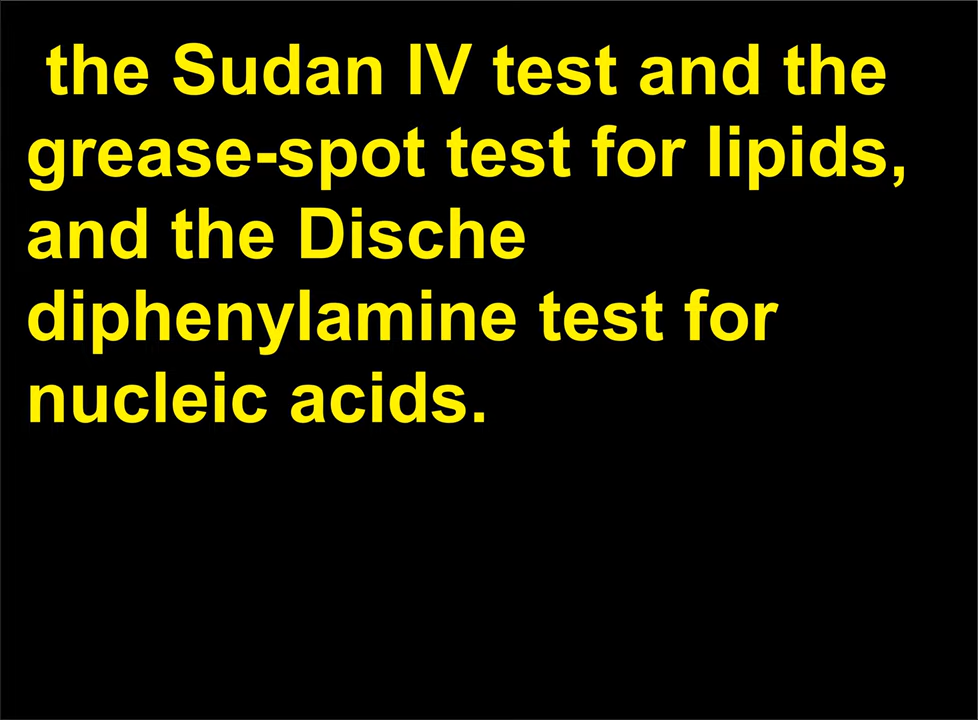 the Sudan IV test and the
grease-spot test for lipids,
and the Dische
diphenylamine test for
nucleic acids.